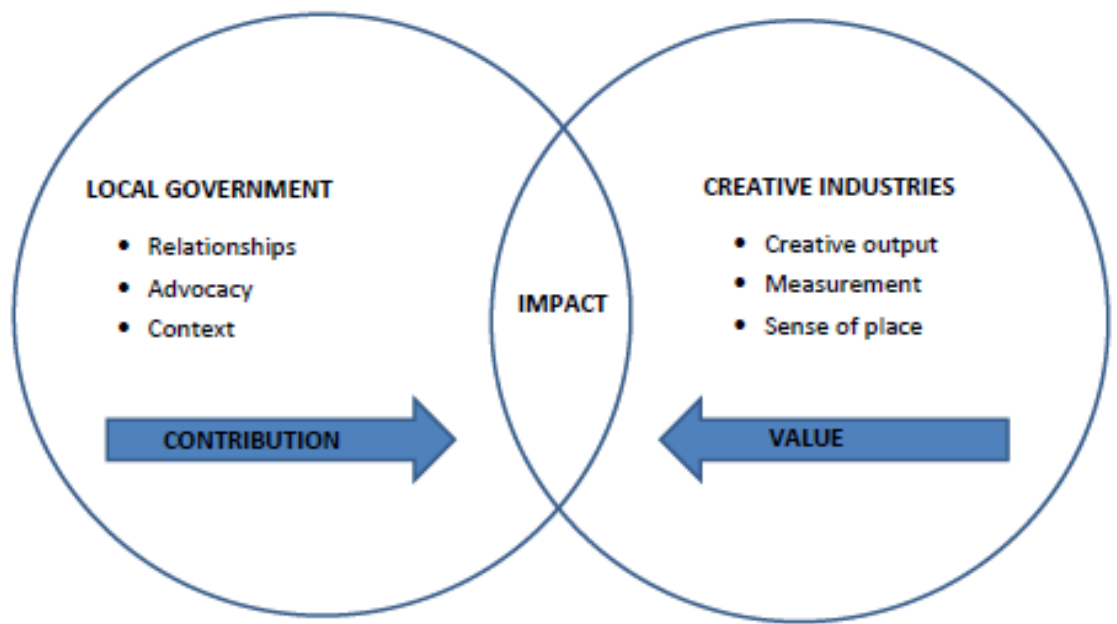 LOCAL GOVERNMENT
• Relationships
• Advocacy
• Context
CONTRIBUTION
IMPACT
CREATIVE INDUSTRIES
• Creative output
• Measurement
• Sense of place
VALUE